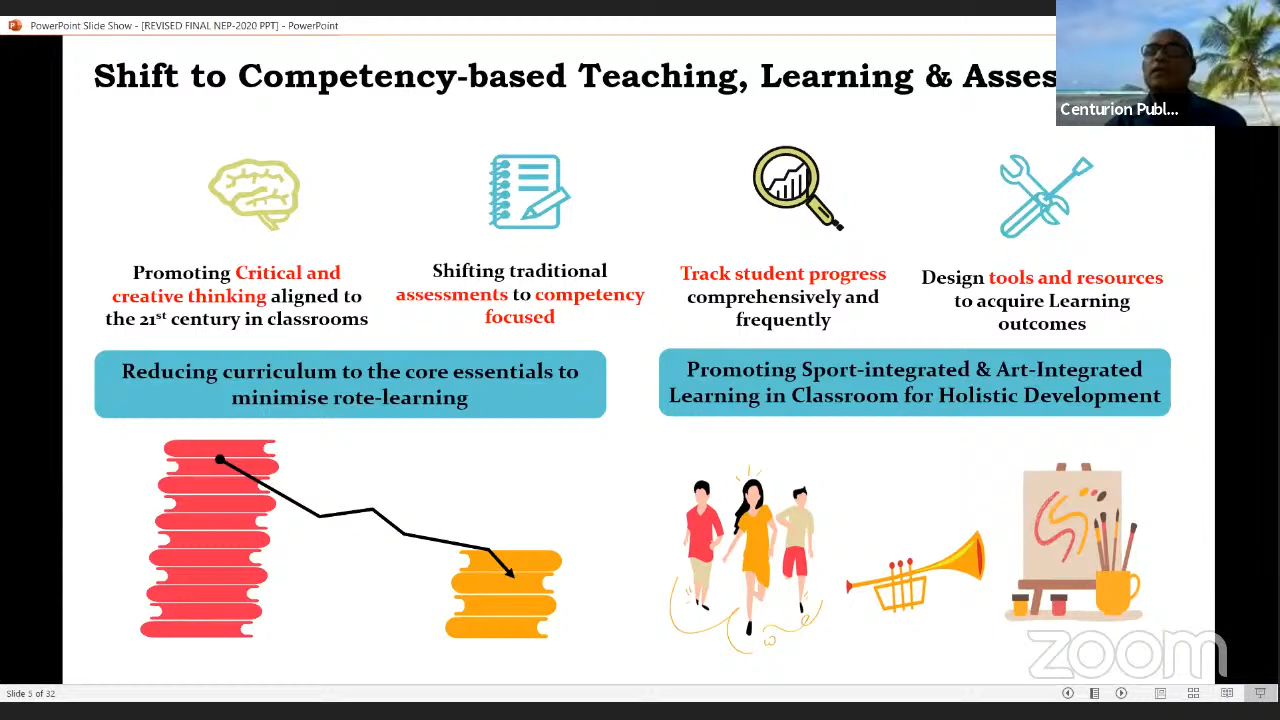 PowerPoint Slide Show - [REVISED FINAL NEP-2020 PPT] - PowerPoint
Shift to Competency-based Teaching, Learning & Asses
Centurion Publ...
Promoting Critical and
creative thinking aligned to
the 21st century in classrooms
Shifting traditional
assessments to competency
focused
Track student progress
comprehensively and
frequently
Design tools and resources
to acquire Learning
outcomes
Reducing curriculum to the core essentials to
minimise rote-learning
Promoting Sport-integrated & Art-Integrated
Learning in Classroom for Holistic Development
zoom
Slide 5 of 32